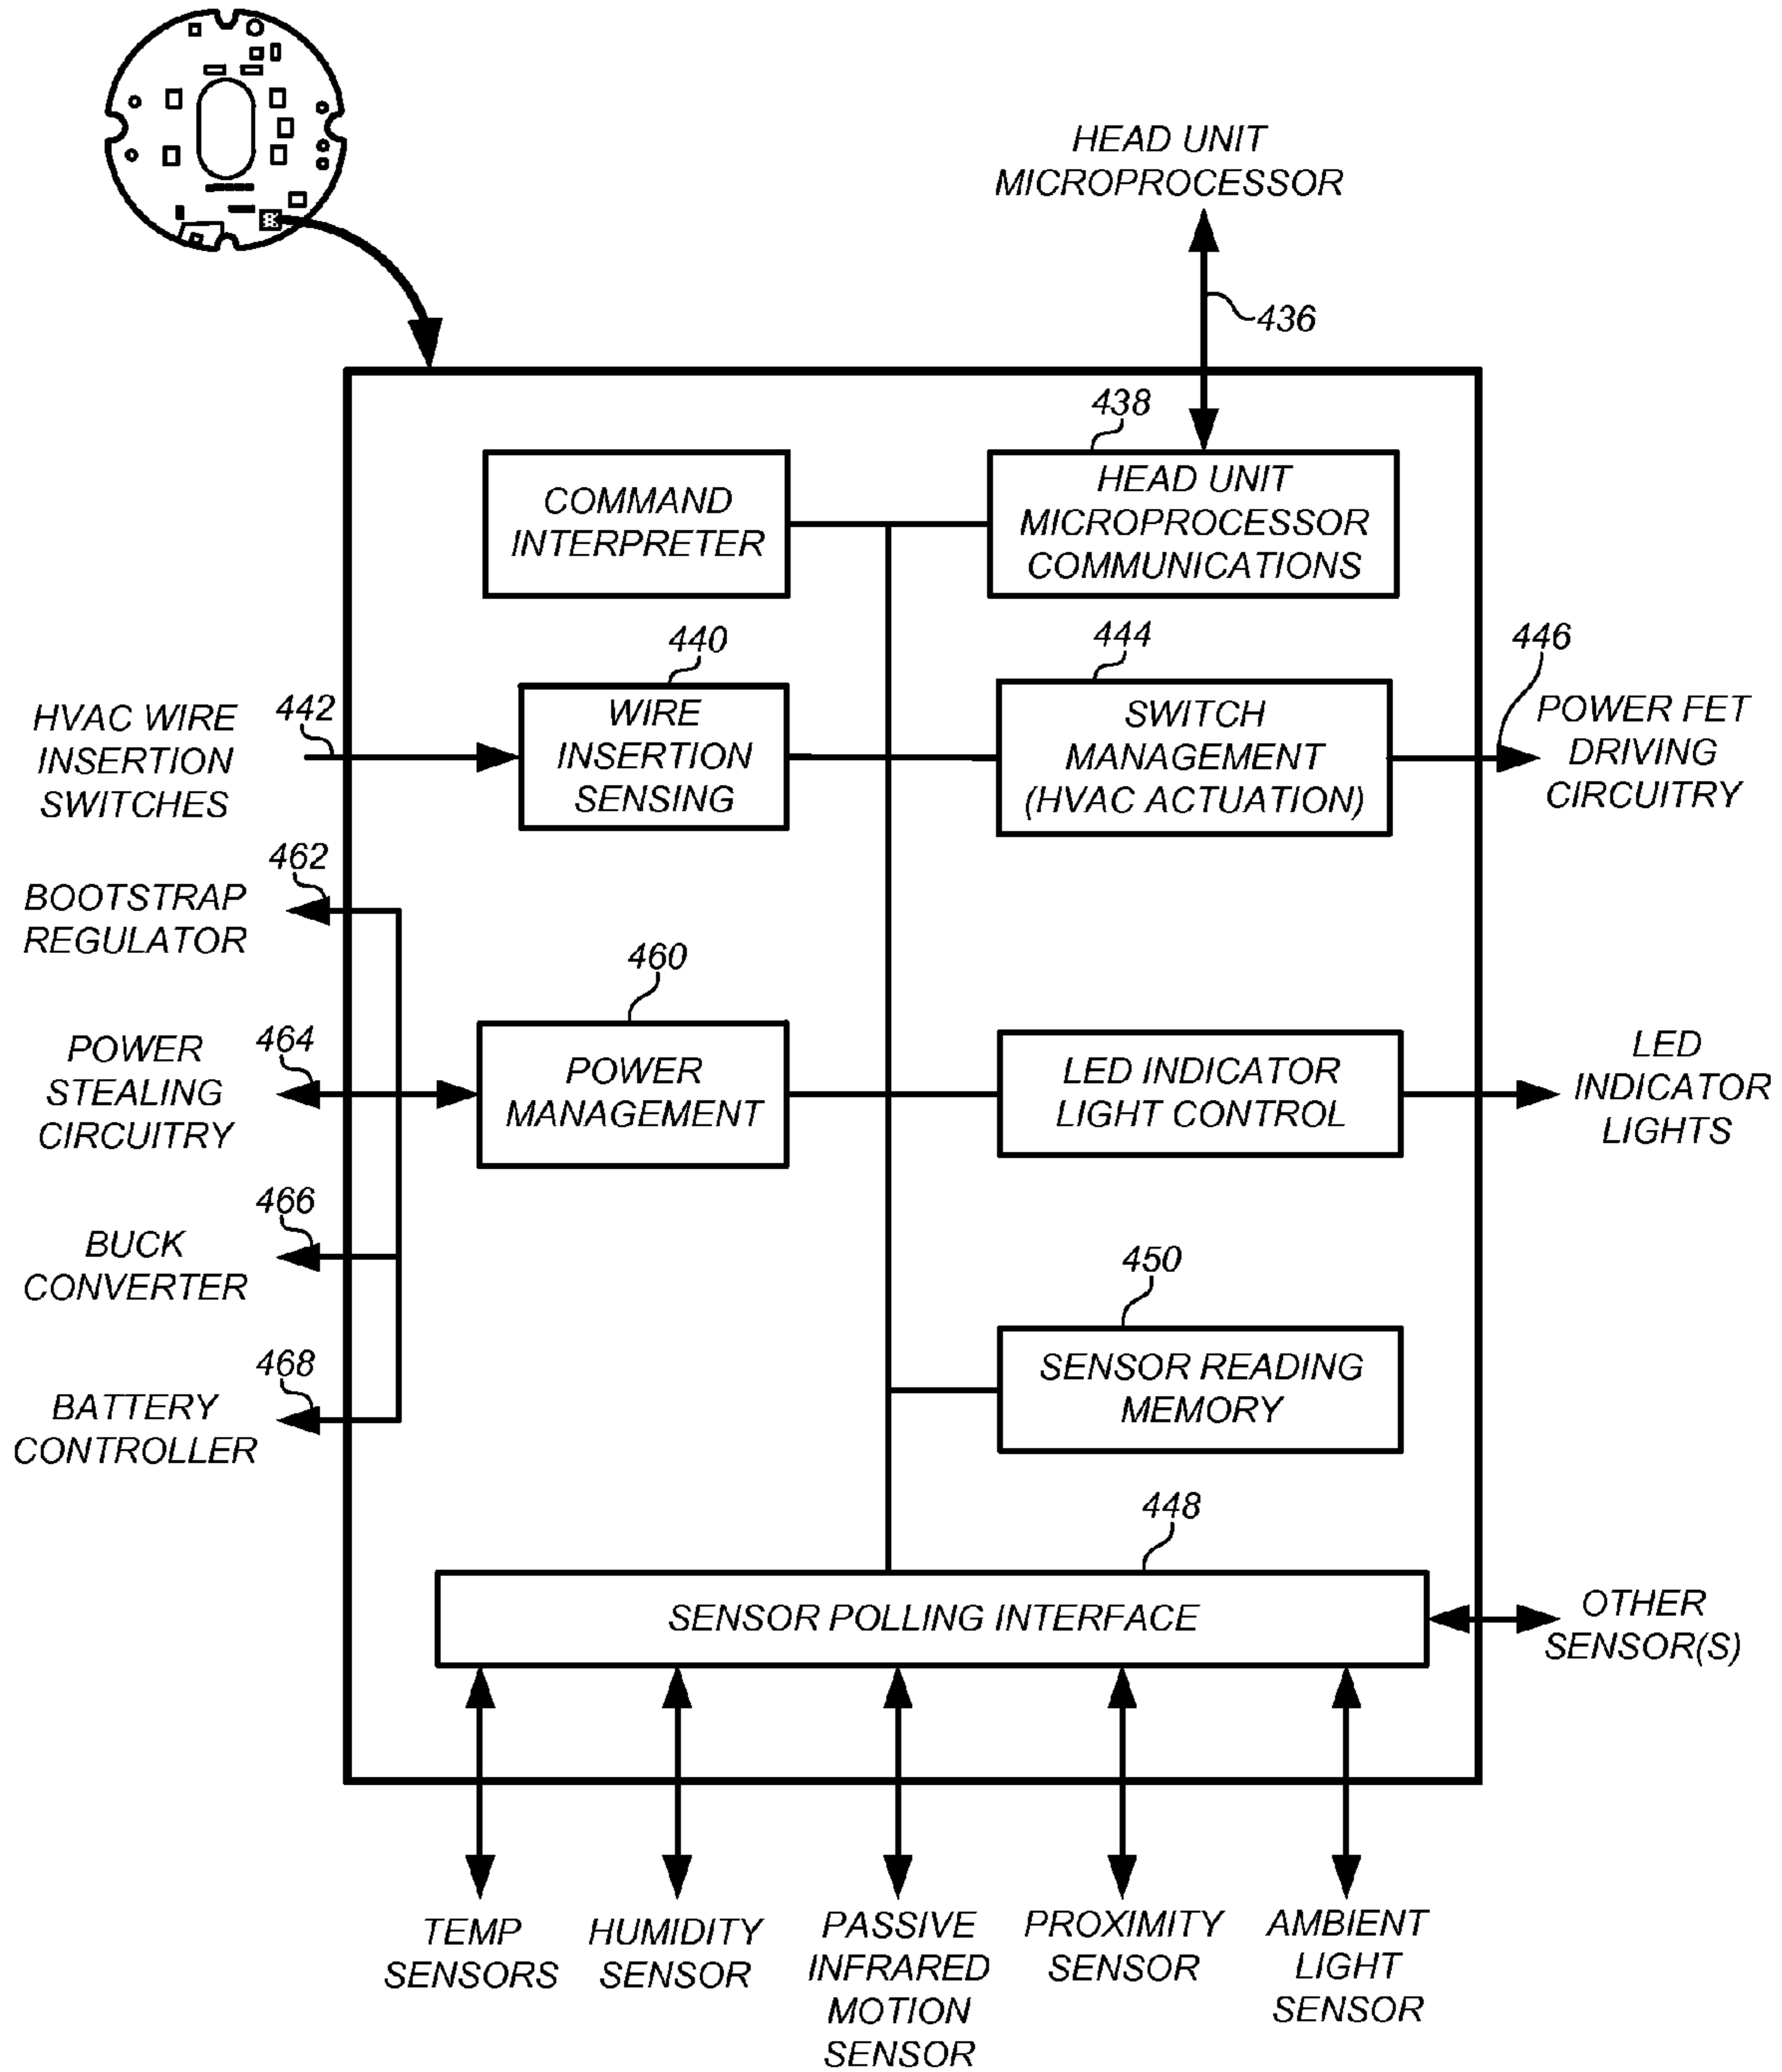 HEAD UNIT
MICROPROCESSOR
436
438
COMMAND
INTERPRETER
HEAD UNIT
MICROPROCESSOR
COMMUNICATIONS
440
444
446
HVAC WIRE
INSERTION
SWITCHES
442
WIRE
INSERTION
SENSING
SWITCH
MANAGEMENT
(HVAC ACTUATION)
POWER FET
DRIVING
CIRCUITRY
462
BOOTSTRAP
REGULATOR
460
464
POWER
STEALING
CIRCUITRY
POWER
MANAGEMENT
LED INDICATOR
LIGHT CONTROL
LED
INDICATOR
LIGHTS
466
BUCK
CONVERTER
450
468
BATTERY
CONTROLLER
SENSOR READING
MEMORY
448
SENSOR POLLING INTERFACE
OTHER
SENSOR(S)
TEMP
SENSORS
HUMIDITY
SENSOR
PASSIVE
INFRARED
MOTION
SENSOR
PROXIMITY
SENSOR
AMBIENT
LIGHT
SENSOR